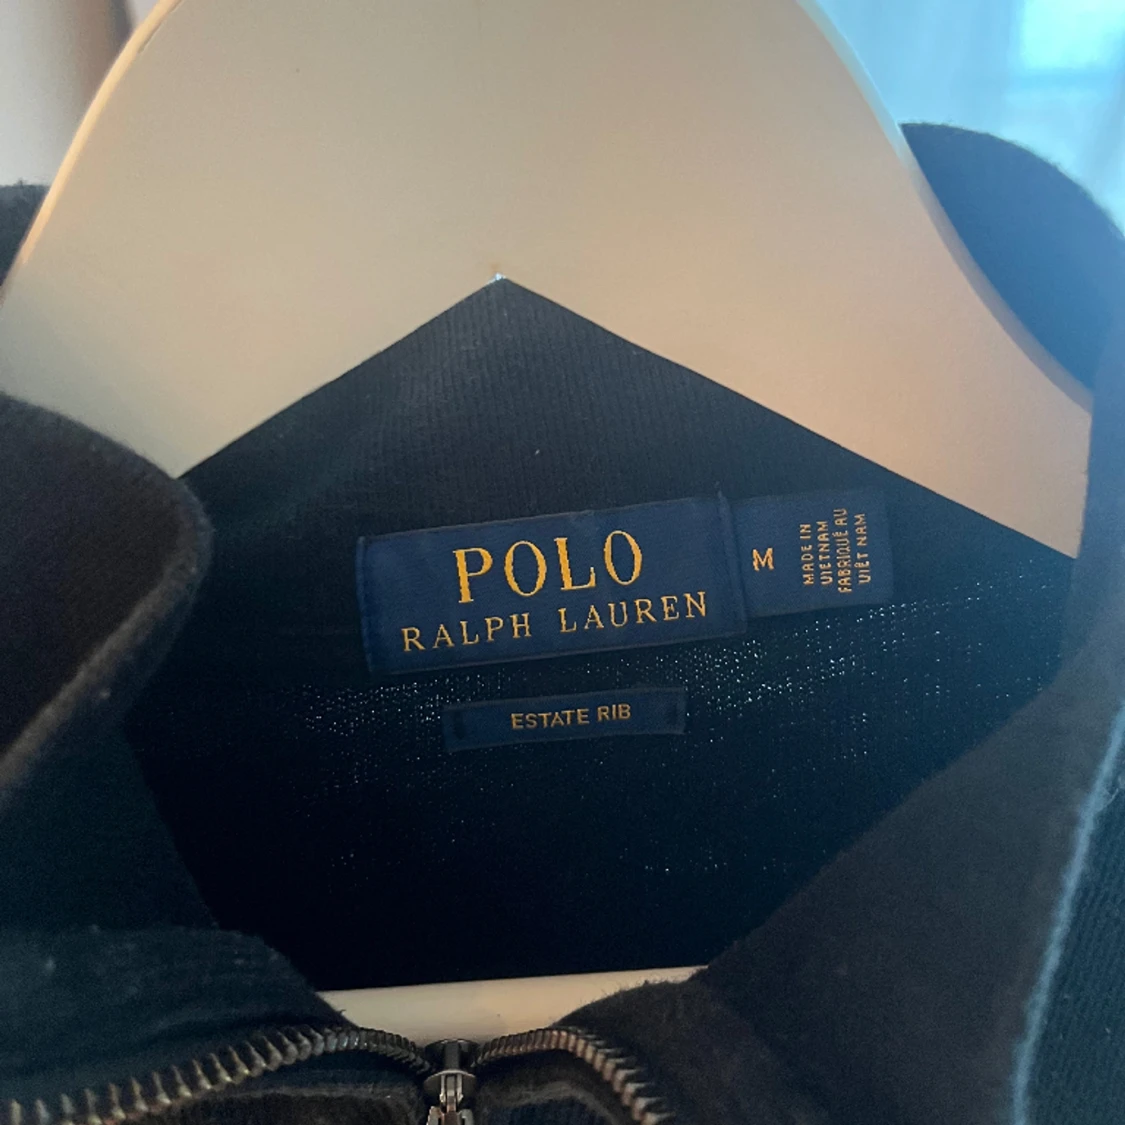 POLO
RALPH LAUREN
M
MADE IN
VIETNAM
FABRIQUÉ AU
VIÊT NAM
ESTATE RIB